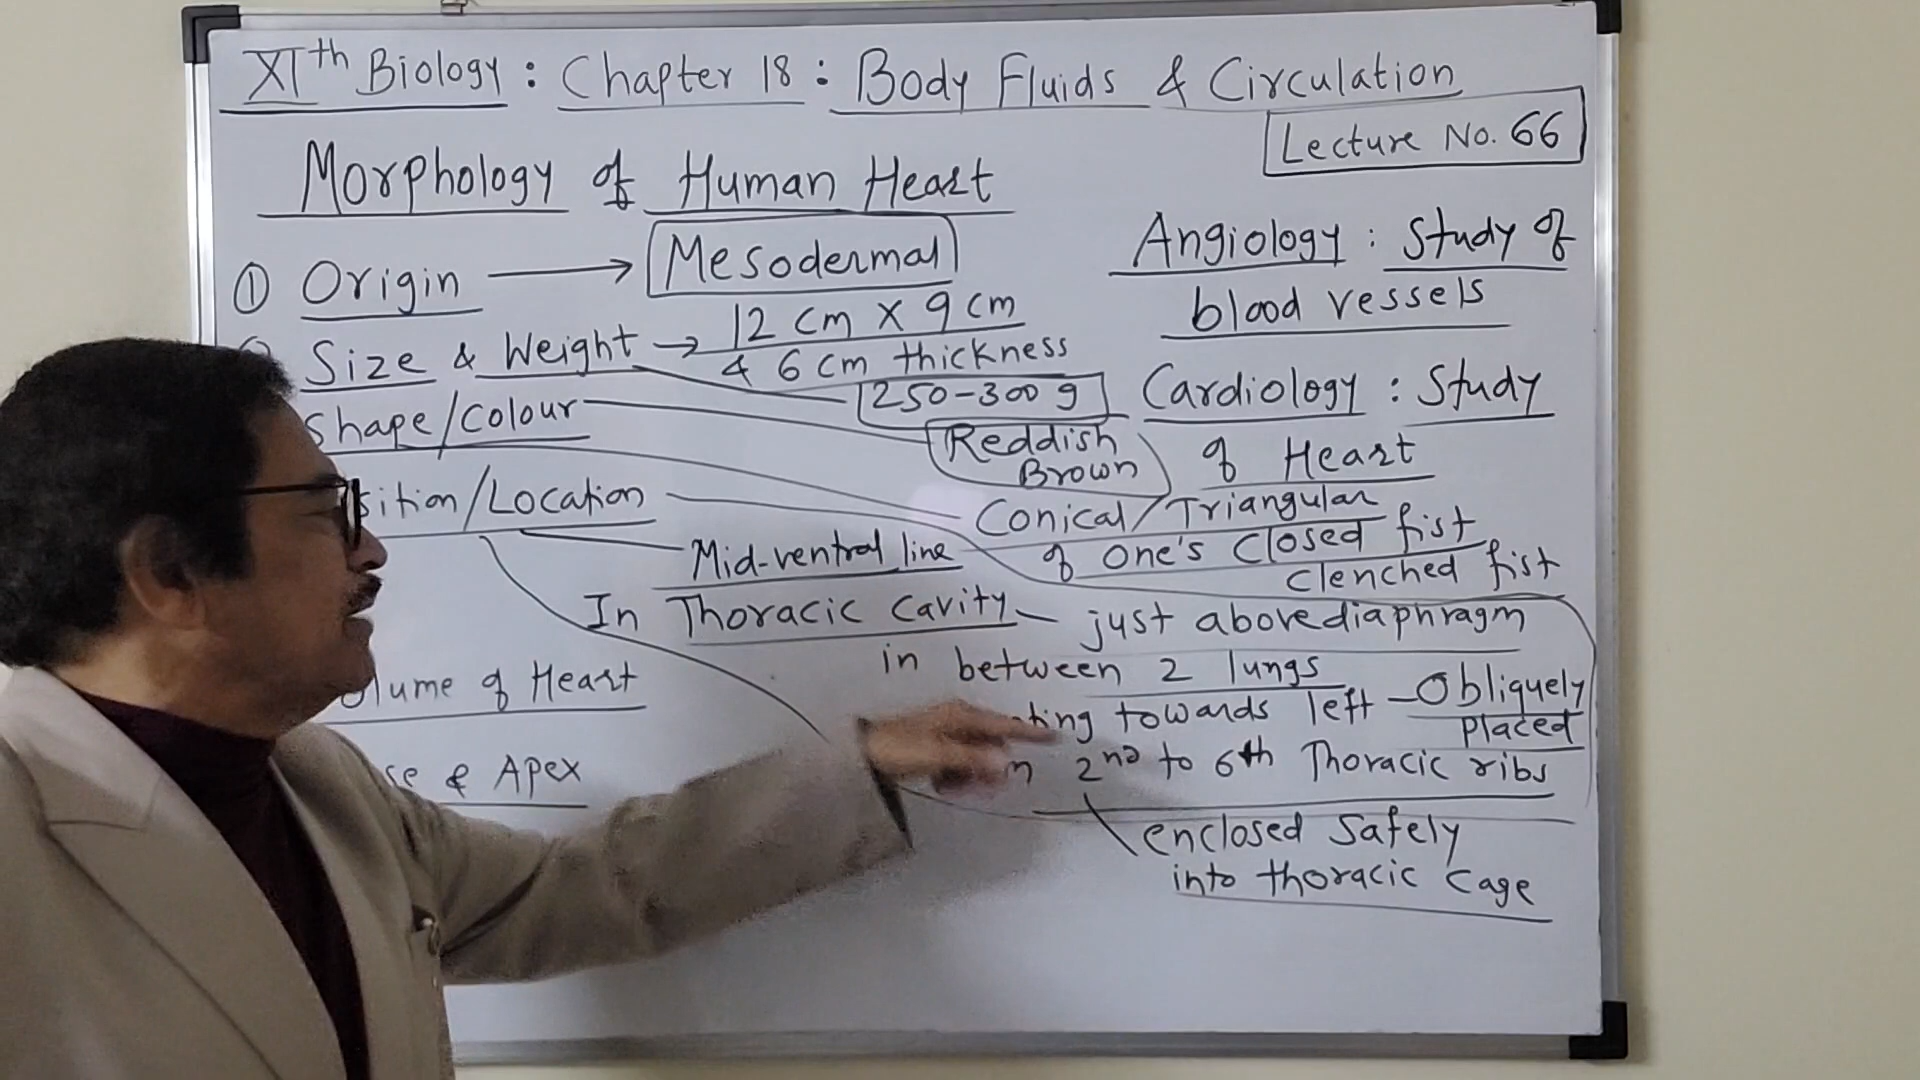 XIth Biology : Chapter 18 : Body Fluids & Circulation
Lecture No. 66
Morphology of Human Heart
① Origin → Mesodermal
Size & Weight → 12 cm x 9 cm
& 6 cm thickness
250-300 g
Shape/Colour
Reddish
Brown
Conical/Triangular
of One's Closed fist
Clenched fist
/Location
Mid-ventral line
In Thoracic Cavity - just above diaphragm
in between 2 lungs
towards left - Obliquely
Placed
2nd to 6th Thoracic ribs
enclosed Safely
into thoracic Cage
of Heart
& Apex
Angiology : Study of
blood vessels
Cardiology : Study
of Heart